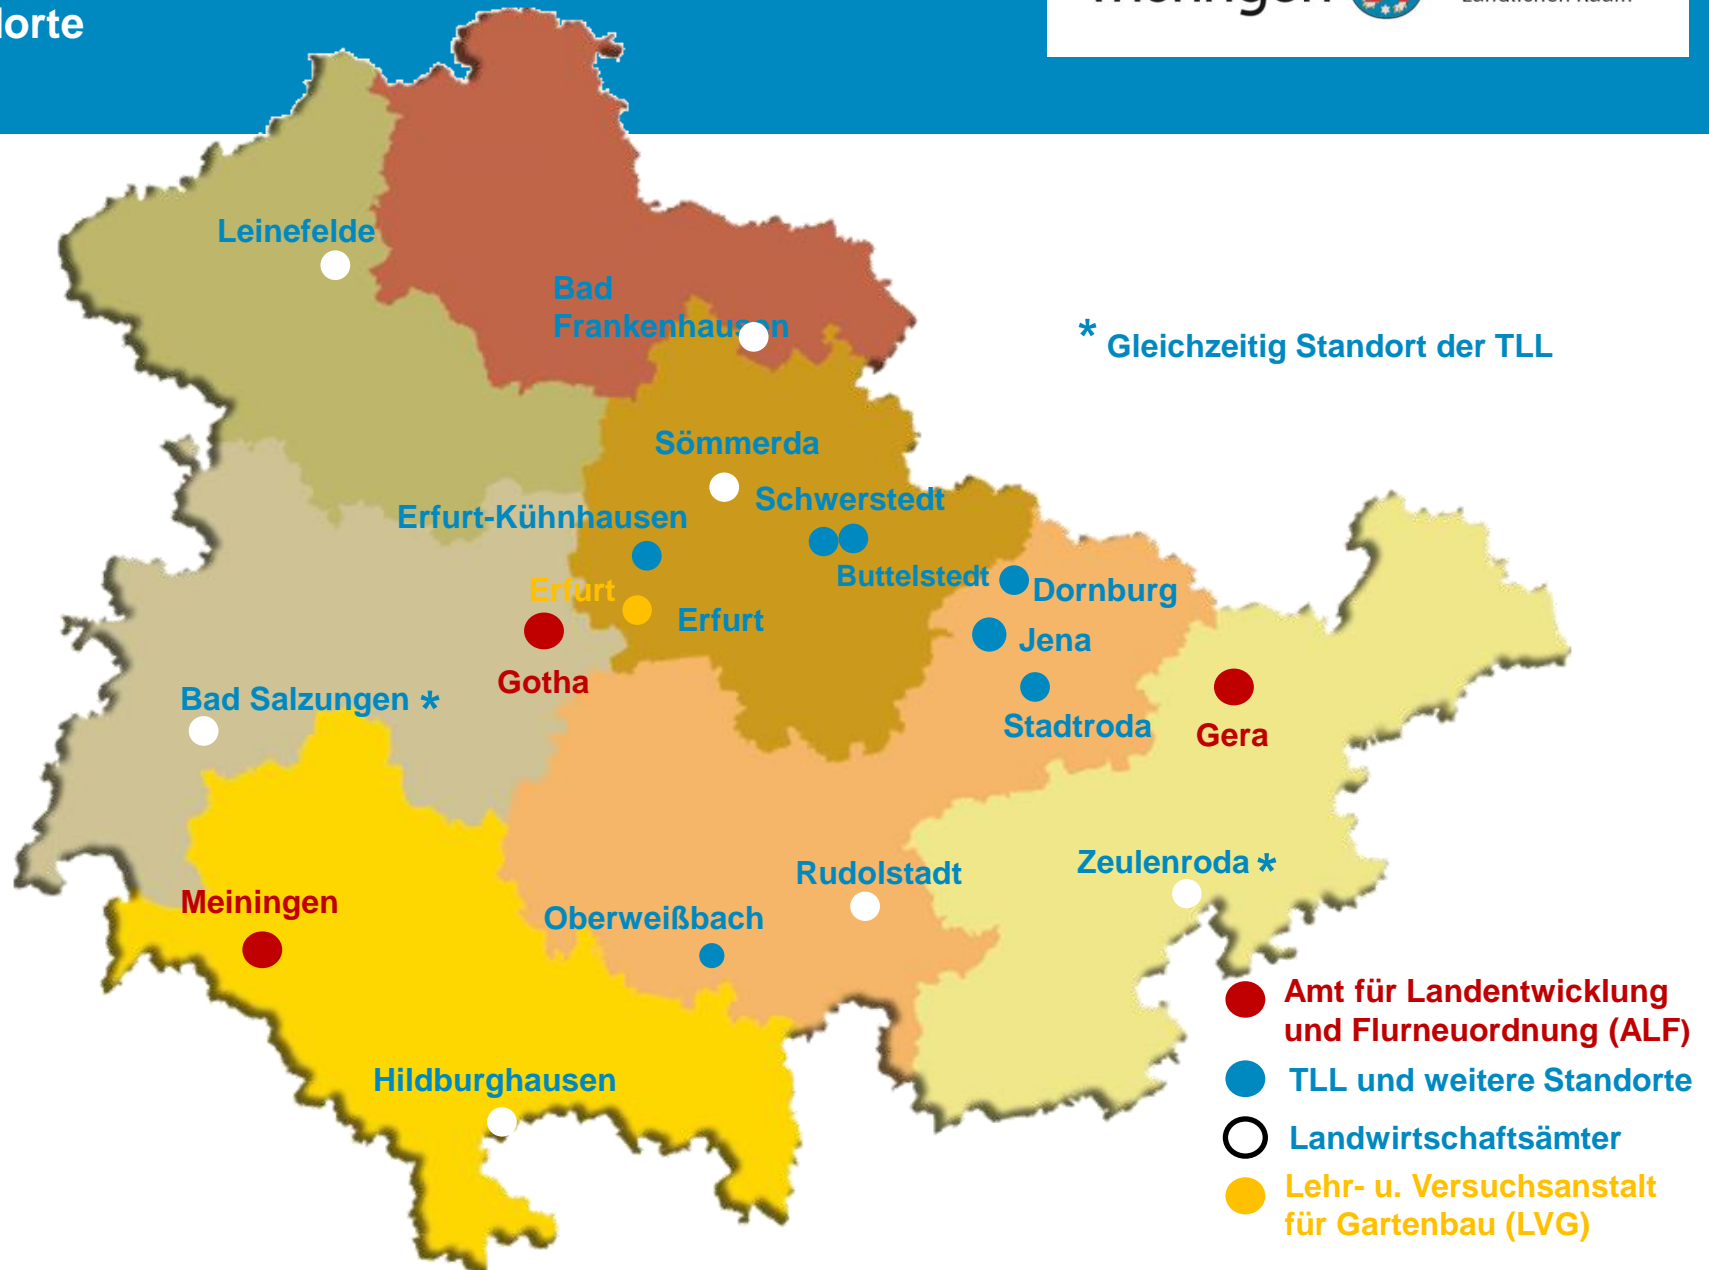 Leinefelde
Bad
Frankenhausen
* Gleichzeitig Standort der TLL
Sömmerda
Schwerstedt
Erfurt-Kühnhausen
Buttelstedt
Dornburg
Erfurt
Erfurt
Jena
Gotha
Bad Salzungen *
Stadtroda
Gera
Zeulenroda *
Rudolstadt
Meiningen
Oberweißbach
Hildburghausen
Amt für Landentwicklung
und Flurneuordnung (ALF)
TLL und weitere Standorte
Landwirtschaftsämter
Lehr- u. Versuchsanstalt
für Gartenbau (LVG)